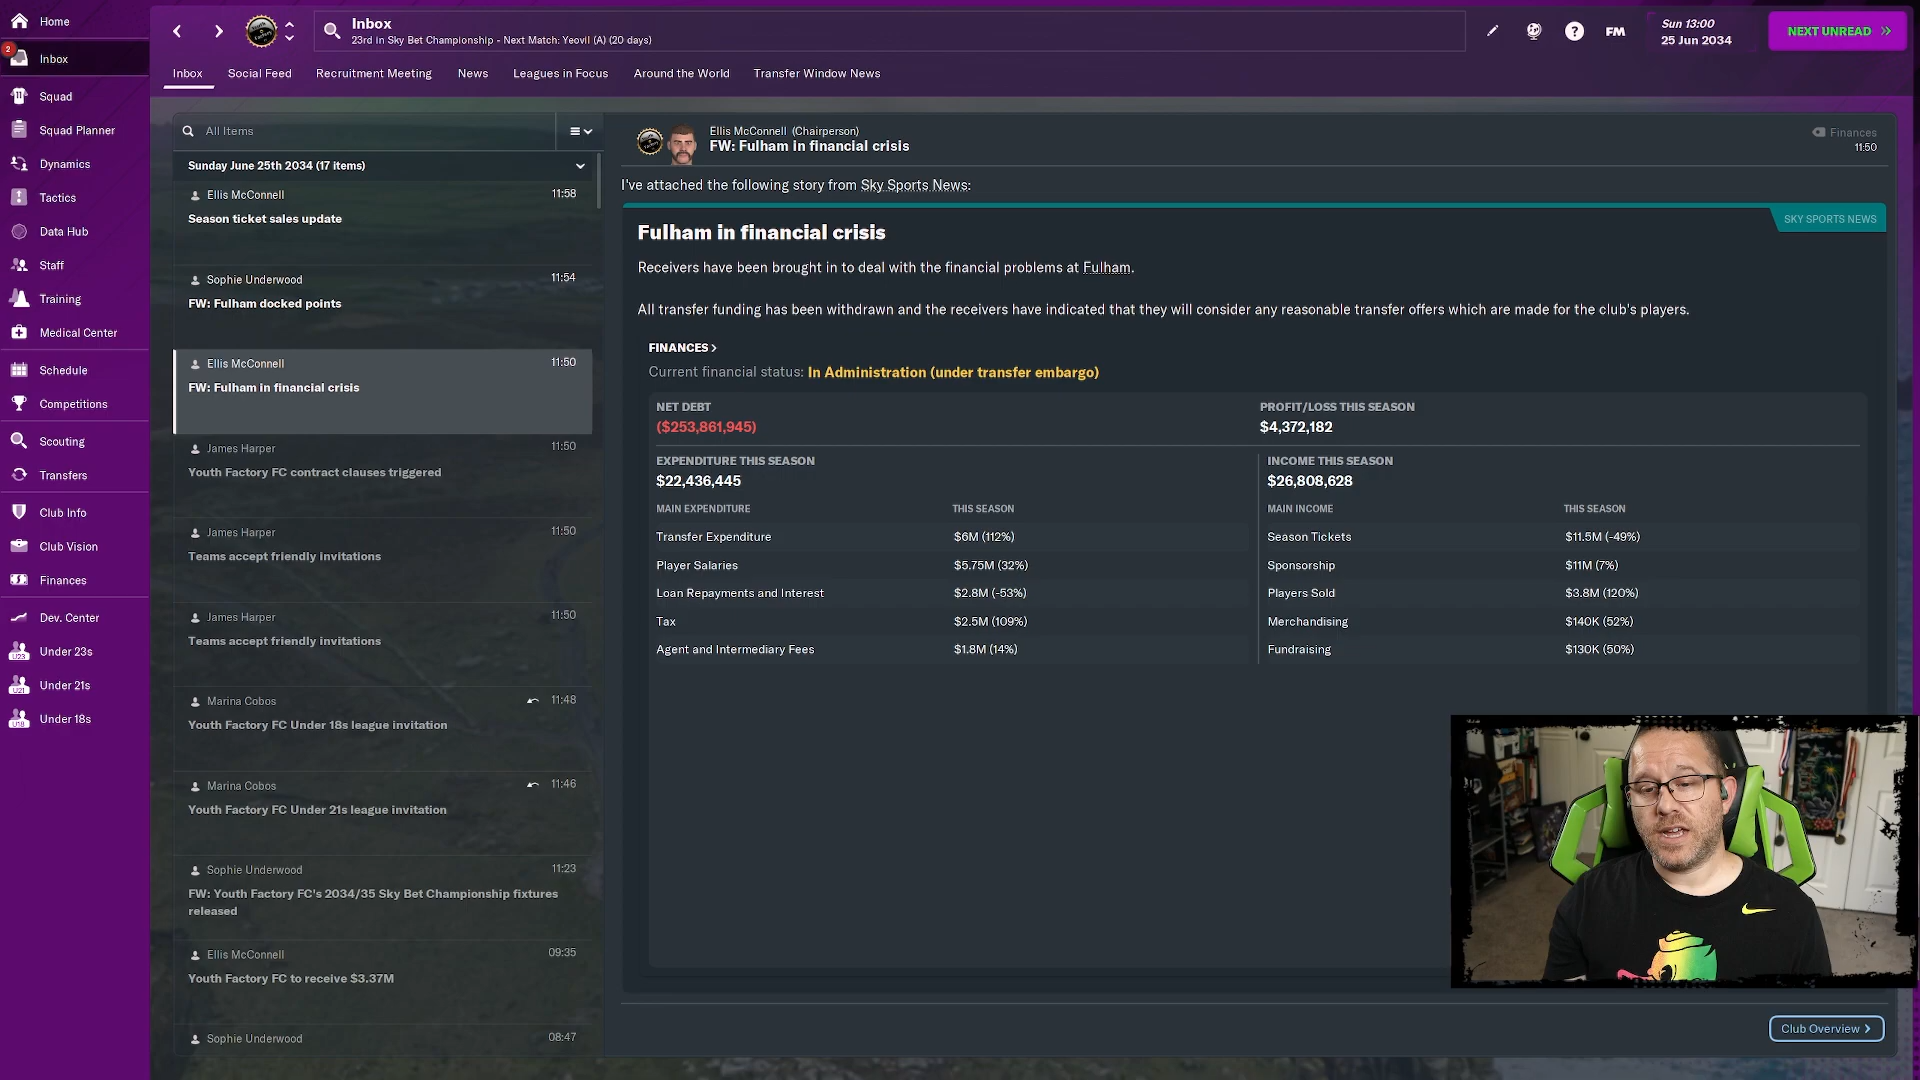 Home
2
Inbox
Squad
Squad Planner
Dynamics
Tactics
Data Hub
Staff
Training
Medical Center
Schedule
Competitions
Scouting
Transfers
Club Info
Club Vision
Finances
Dev. Center
U23
Under 23s
U21
Under 21s
U18
Under 18s
Inbox
23rd in Sky Bet Championship - Next Match: Yeovil (A) (20 days)
?
FM
Sun 13:00
25 Jun 2034
NEXT UNREAD
Inbox
Social Feed
Recruitment Meeting
News
Leagues in Focus
Around the World
Transfer Window News
All Items
Sunday June 25th 2034 (17 items)
Ellis McConnell
11:58
Season ticket sales update
Sophie Underwood
11:54
FW: Fulham docked points
Ellis McConnell
11:50
FW: Fulham in financial crisis
James Harper
11:50
Youth Factory FC contract clauses triggered
James Harper
11:50
Teams accept friendly invitations
James Harper
11:50
Teams accept friendly invitations
Marina Cobos
11:48
Youth Factory FC Under 18s league invitation
Marina Cobos
11:46
Youth Factory FC Under 21s league invitation
Sophie Underwood
11:23
FW: Youth Factory FC's 2034/35 Sky Bet Championship fixtures
released
Ellis McConnell
09:35
Youth Factory FC to receive $3.37M
Sophie Underwood
08:47
Ellis McConnell (Chairperson)
FW: Fulham in financial crisis
Finances
11:50
I've attached the following story from Sky Sports News:
SKY SPORTS NEWS
Fulham in financial crisis
Receivers have been brought in to deal with the financial problems at Fulham.
All transfer funding has been withdrawn and the receivers have indicated that they will consider any reasonable transfer offers which are made for the club's players.
FINANCES >
Current financial status: In Administration (under transfer embargo)
NET DEBT
($253,861,945)
PROFIT/LOSS THIS SEASON
$4,372,182
EXPENDITURE THIS SEASON
$22,436,445
INCOME THIS SEASON
$26,808,628
MAIN EXPENDITURE THIS SEASON
MAIN INCOME THIS SEASON
Transfer Expenditure $6M (112%)
Season Tickets $11.5M (-49%)
Player Salaries $5.75M (32%)
Sponsorship $11M (7%)
Loan Repayments and Interest $2.8M (-53%)
Players Sold $3.8M (120%)
Tax $2.5M (109%)
Merchandising $140K (52%)
Agent and Intermediary Fees $1.8M (14%)
Fundraising $130K (50%)
Club Overview >